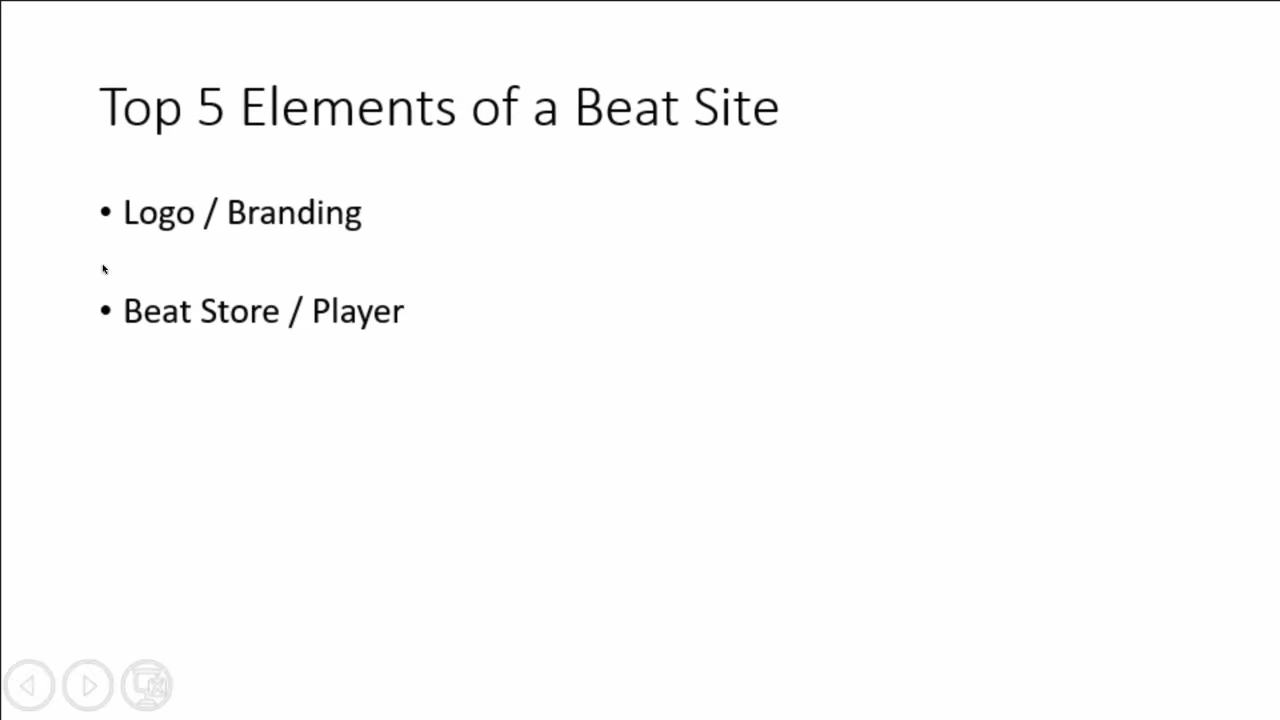 Top 5 Elements of a Beat Site
• Logo / Branding
• Beat Store / Player